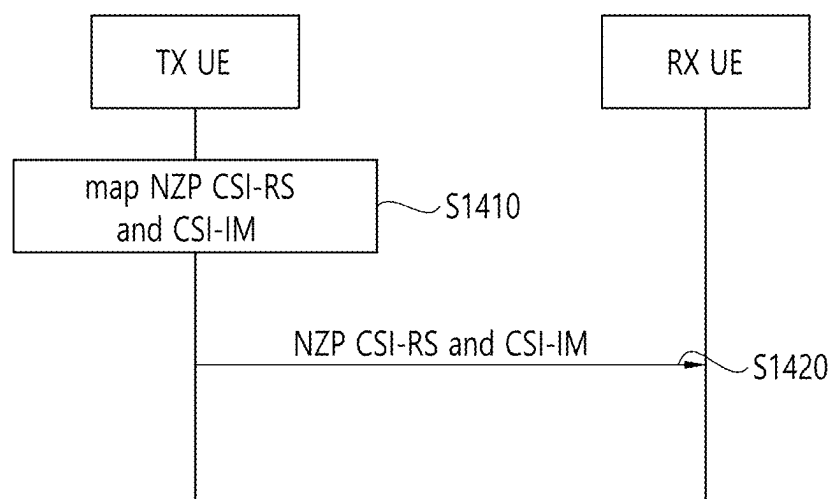 TX UE
RX UE
map NZP CSI-RS
and CSI-IM
S1410
NZP CSI-RS and CSI-IM
S1420